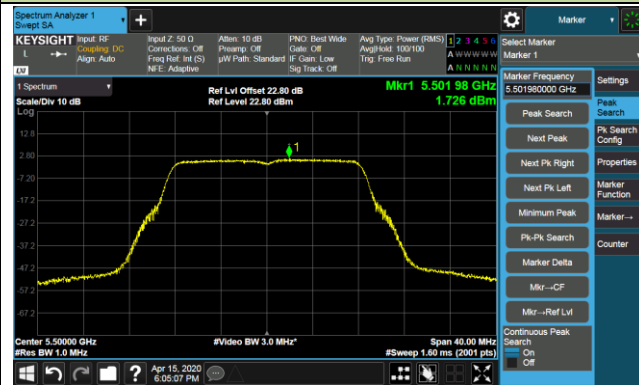 Spectrum Analyzer 1
Swept SA
Marker
KEYSIGHT
Input: RF
Coupling: DC
Align: Auto
Input Z: 50 Ω
Corrections: Off
Freq Ref: Int (S)
NFE: Adaptive
Atten: 10 dB
Preamp: Off
µW Path: Standard
PNO: Best Wide
Gate: Off
IF Gain: Low
Sig Track: Off
Avg Type: Power (RMS)
Avg|Hold: 100/100
Trig: Free Run
1 2 3 4 5 6
A W W W W W
A N N N N N
L
LXI
Select Marker
Marker 1
1 Spectrum
Scale/Div 10 dB
Log
Ref Lvl Offset 22.80 dB
Ref Level 22.80 dBm
Mkr1 5.501 98 GHz
1.726 dBm
1
12.8
2.80
-7.20
-17.2
-27.2
-37.2
-47.2
-57.2
-67.2
Center 5.50000 GHz
#Res BW 1.0 MHz
#Video BW 3.0 MHz*
Span 40.00 MHz
#Sweep 1.60 ms (2001 pts)
Marker Frequency
5.501980000 GHz
Peak Search
Next Peak
Next Pk Right
Next Pk Left
Minimum Peak
Pk-Pk Search
Marker Delta
Mkr→CF
Mkr→Ref Lvl
Continuous Peak
Search
On
Off
Settings
Peak
Search
Pk Search
Config
Properties
Marker
Function
Marker→
Counter
?
Apr 15, 2020
6:05:07 PM